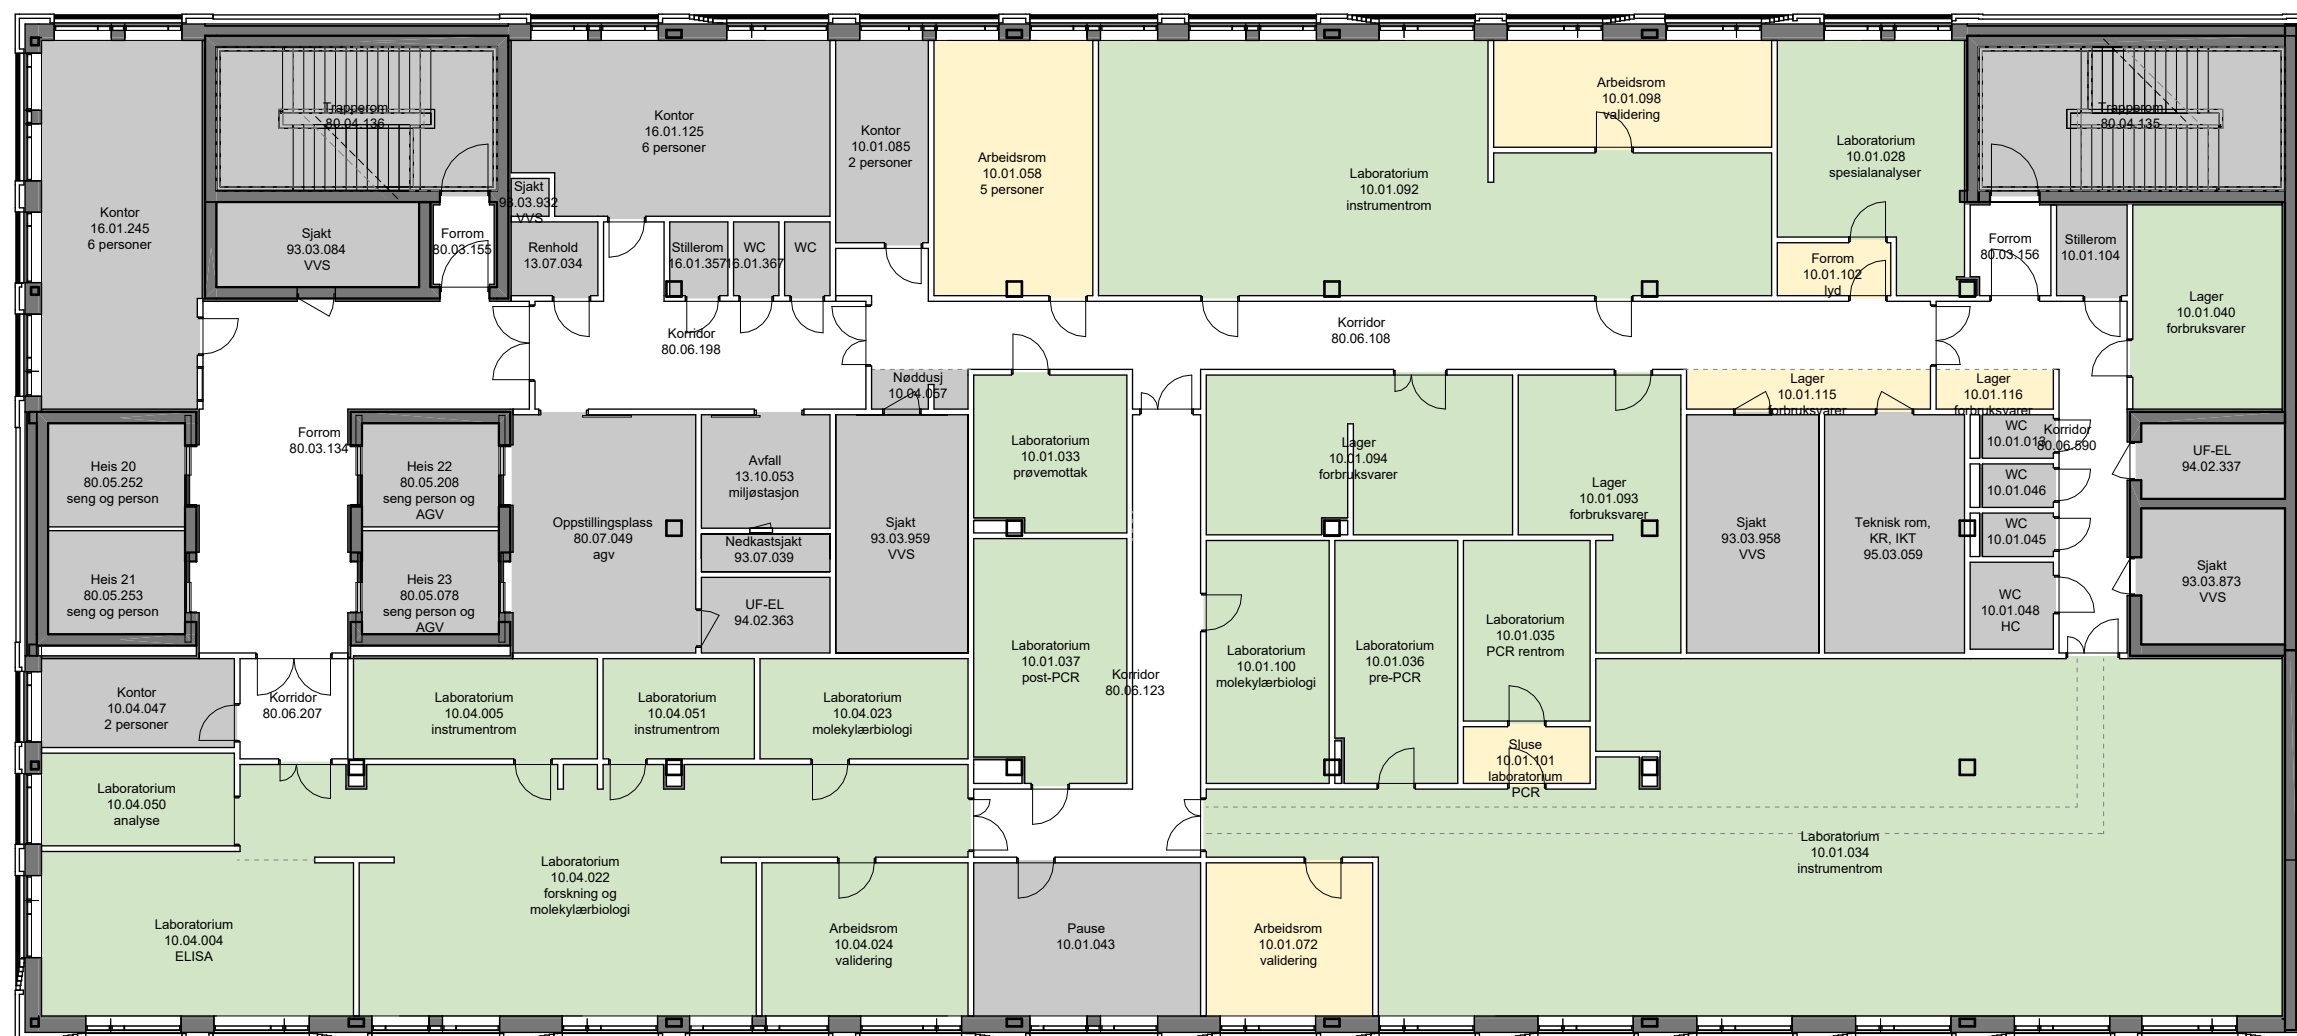 Trapperom
80.04.136
Kontor
16.01.125
6 personer
Kontor
10.01.085
2 personer
Arbeidsrom
10.01.058
5 personer
Laboratorium
10.01.092
instrumentrom
Arbeidsrom
10.01.098
validering
Laboratorium
10.01.028
spesialanalyser
Trapperom
80.04.135
Kontor
16.01.245
6 personer
Sjakt
93.03.084
VVS
Forrom
80.03.155
Sjakt
93.03.932
VVS
Renhold
13.07.034
Stillerom
16.01.357
WC
16.01.367
WC
Forrom
10.01.102
lyd
Forrom
80.03.156
Stillerom
10.01.104
Lager
10.01.040
forbruksvarer
Korridor
80.06.198
Korridor
80.06.108
Nøddusj
10.04.057
Lager
10.01.115
forbruksvarer
Lager
10.01.116
forbruksvarer
Forrom
80.03.134
Heis 20
80.05.252
seng og person
Heis 22
80.05.208
seng person og
AGV
Heis 21
80.05.253
seng og person
Heis 23
80.05.078
seng person og
AGV
Oppstillingsplass
80.07.049
agv
Avfall
13.10.053
miljøstasjon
Nedkastsjakt
93.07.039
UF-EL
94.02.363
Sjakt
93.03.959
VVS
Laboratorium
10.01.033
prøvemottak
Lager
10.01.094
forbruksvarer
Lager
10.01.093
forbruksvarer
Sjakt
93.03.958
VVS
Teknisk rom,
KR, IKT
95.03.059
WC
10.01.013
Korridor
80.06.590
WC
10.01.046
WC
10.01.045
WC
10.01.048
HC
UF-EL
94.02.337
Sjakt
93.03.873
VVS
Kontor
10.04.047
2 personer
Korridor
80.06.207
Laboratorium
10.04.005
instrumentrom
Laboratorium
10.04.051
instrumentrom
Laboratorium
10.04.023
molekylærbiologi
Laboratorium
10.01.037
post-PCR
Korridor
80.06.123
Laboratorium
10.01.100
molekylærbiologi
Laboratorium
10.01.036
pre-PCR
Laboratorium
10.01.035
PCR rentrom
Sluse
10.01.101
laboratorium
PCR
Laboratorium
10.04.050
analyse
Laboratorium
10.04.004
ELISA
Laboratorium
10.04.022
forskning og
molekylærbiologi
Arbeidsrom
10.04.024
validering
Pause
10.01.043
Arbeidsrom
10.01.072
validering
Laboratorium
10.01.034
instrumentrom